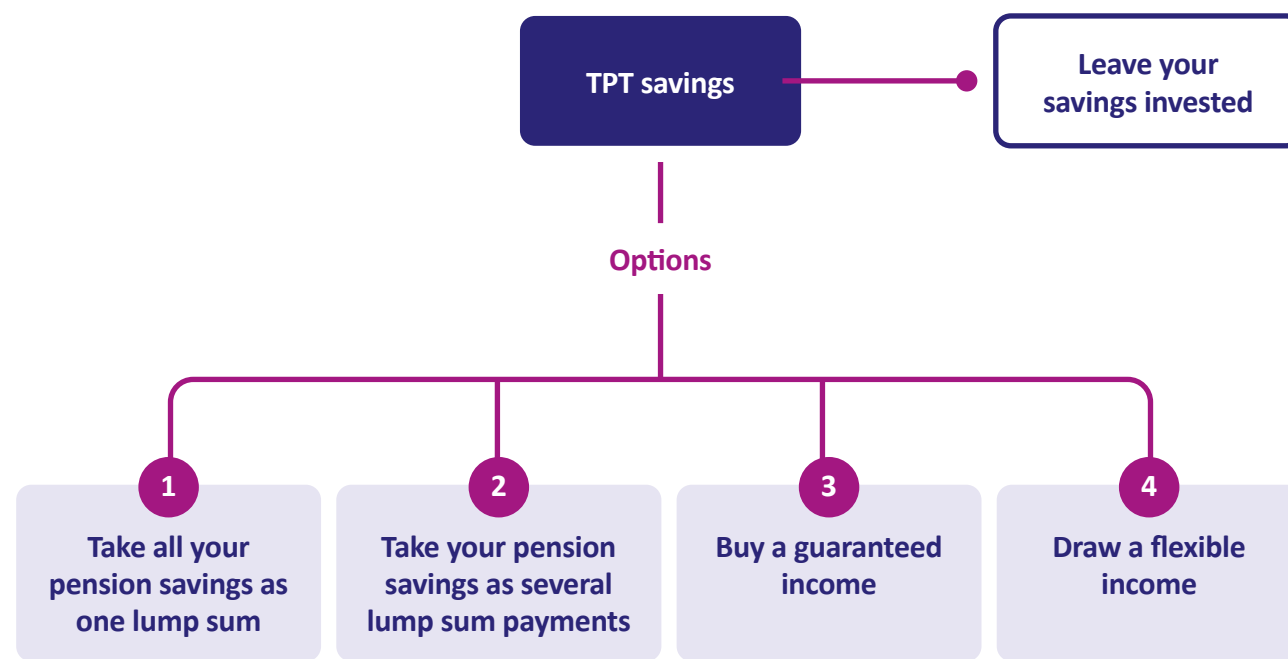 TPT savings
Leave your
savings invested
Options
1
Take all your
pension savings as
one lump sum
2
Take your pension
savings as several
lump sum payments
3
Buy a guaranteed
income
4
Draw a flexible
income